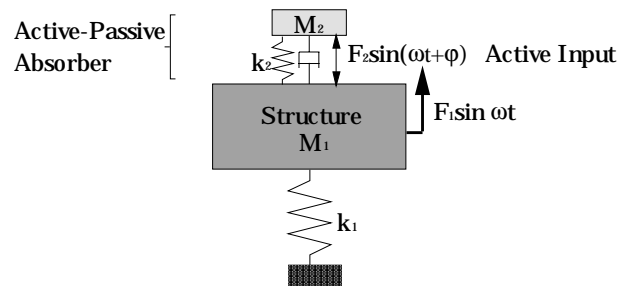 Active-Passive
Absorber
M₂
k₂
F₂sin(ωt+φ) Active Input
F₁sin ωt
Structure
M₁
k₁